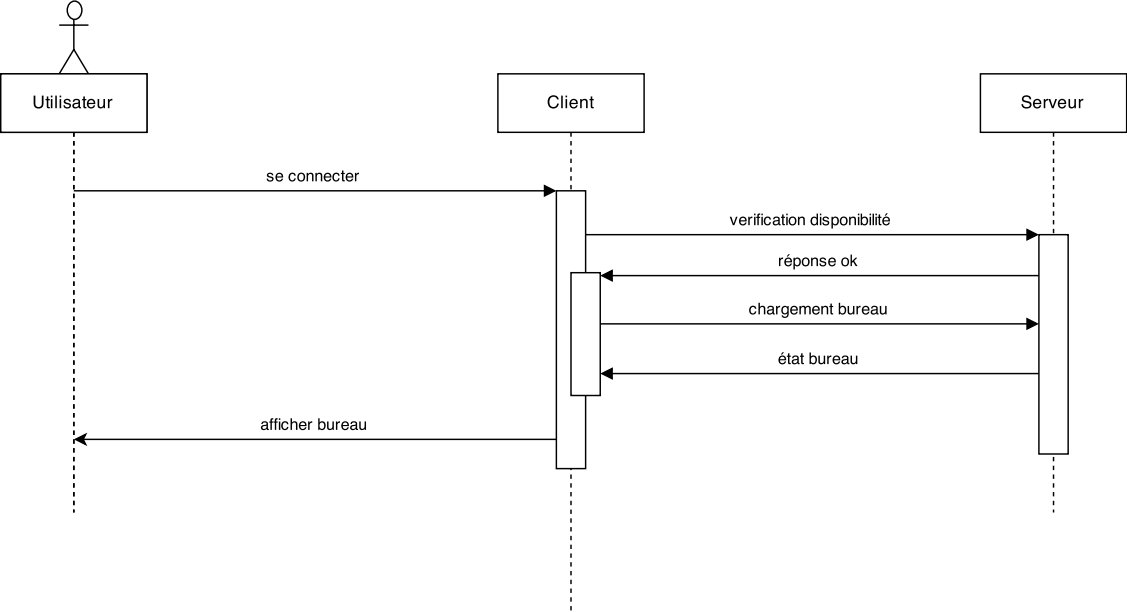 Utilisateur
Client
Serveur
se connecter
verification disponibilité
réponse ok
chargement bureau
état bureau
afficher bureau